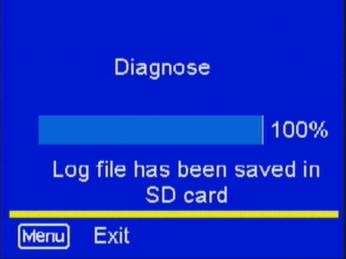 Diagnose
100%
Log file has been saved in
SD card
Menu Exit